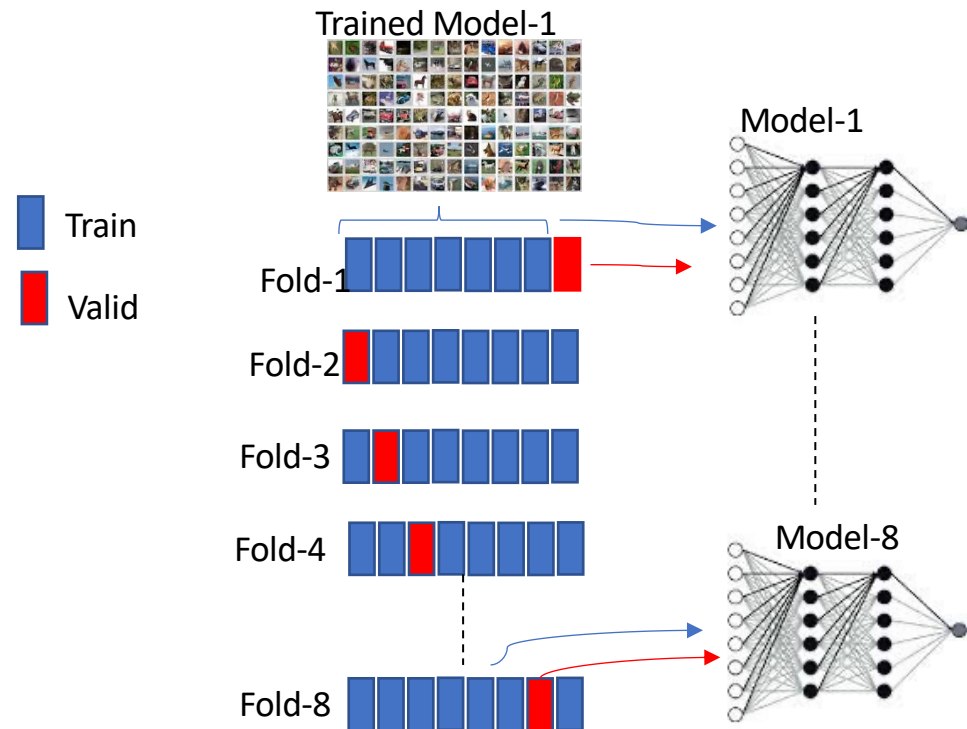 Trained Model-1
Model-1
Train
Valid
Fold-1
Fold-2
Fold-3
Fold-4
Model-8
Fold-8